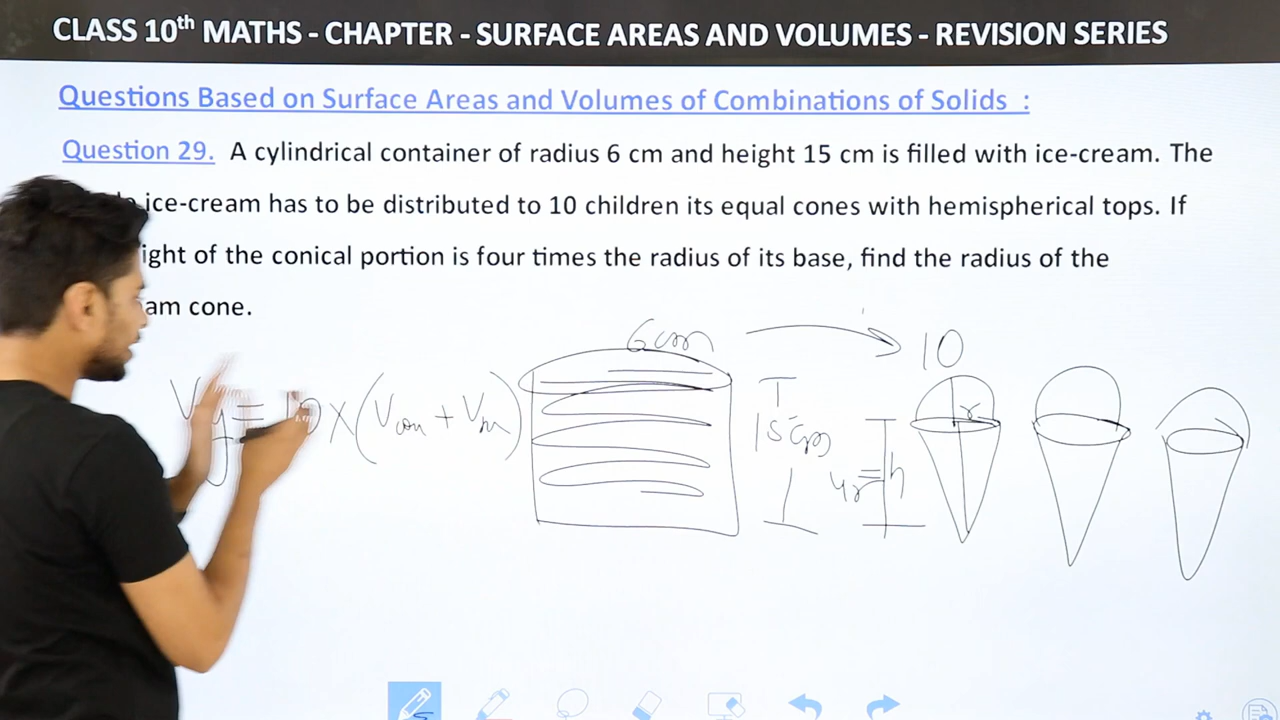 CLASS 10th MATHS - CHAPTER - SURFACE AREAS AND VOLUMES - REVISION SERIES
Questions Based on Surface Areas and Volumes of Combinations of Solids :
Question 29. A cylindrical container of radius 6 cm and height 15 cm is filled with ice-cream. The
ice-cream has to be distributed to 10 children its equal cones with hemispherical tops. If
ight of the conical portion is four times the radius of its base, find the radius of the
am cone.
6cm
10
= 10 × (Vcon + V
15cm
r
4r = h